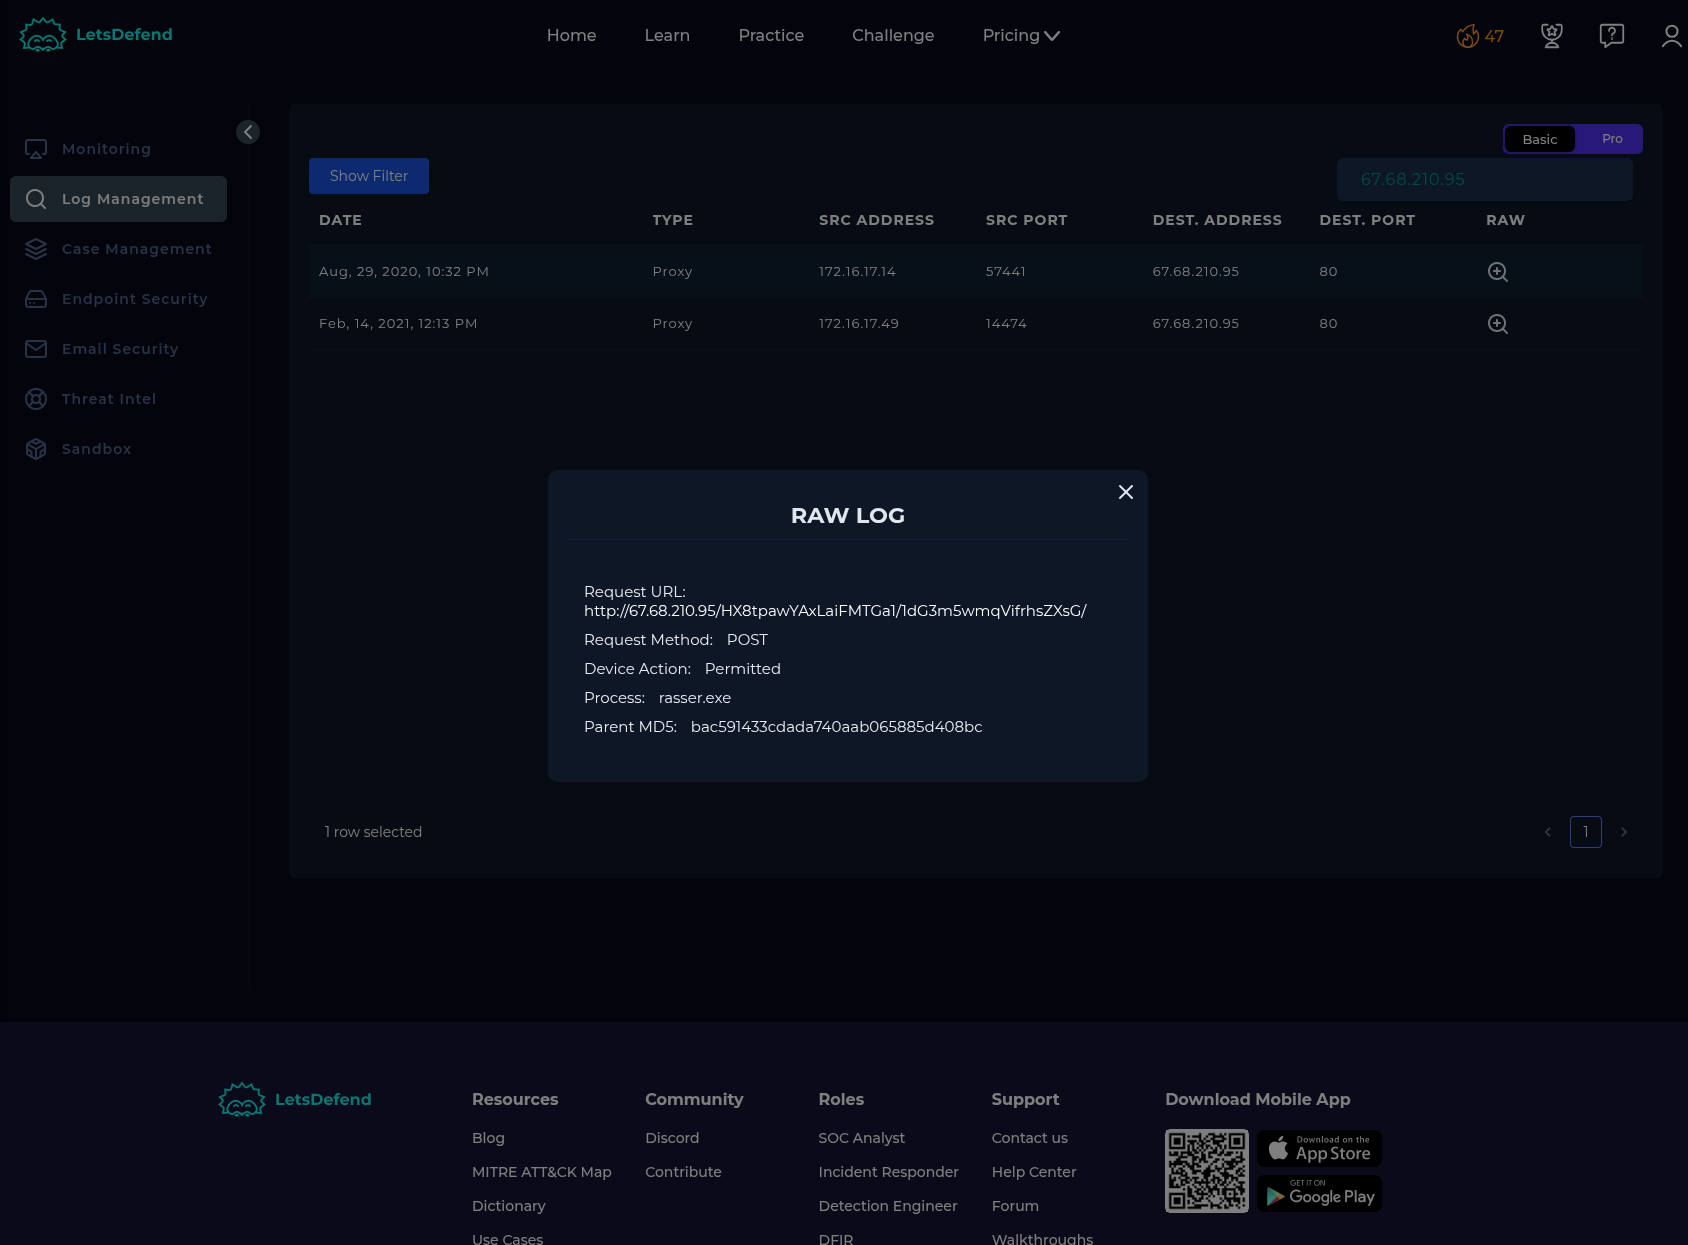 LetsDefend
Home
Learn
Practice
Challenge
Pricing
47
Monitoring
Log Management
Case Management
Endpoint Security
Email Security
Threat Intel
Sandbox
Basic
Pro
Show Filter
67.68.210.95
DATE TYPE SRC ADDRESS SRC PORT DEST. ADDRESS DEST. PORT RAW
Aug, 29, 2020, 10:32 PM Proxy 172.16.17.14 57441 67.68.210.95 80
Feb, 14, 2021, 12:13 PM Proxy 172.16.17.49 14474 67.68.210.95 80
RAW LOG
Request URL:
http://67.68.210.95/HX8tpawYAxLaiFMTGa1/1dG3m5wmqVifrhsZXsG/
Request Method: POST
Device Action: Permitted
Process: rasser.exe
Parent MD5: bac591433cdada740aab065885d408bc
1 row selected
1
LetsDefend
Resources
Blog
MITRE ATT&CK Map
Dictionary
Use Cases
Community
Discord
Contribute
Roles
SOC Analyst
Incident Responder
Detection Engineer
DFIR
Support
Contact us
Help Center
Forum
Walkthroughs
Download Mobile App
Download on the
App Store
GET IT ON
Google Play